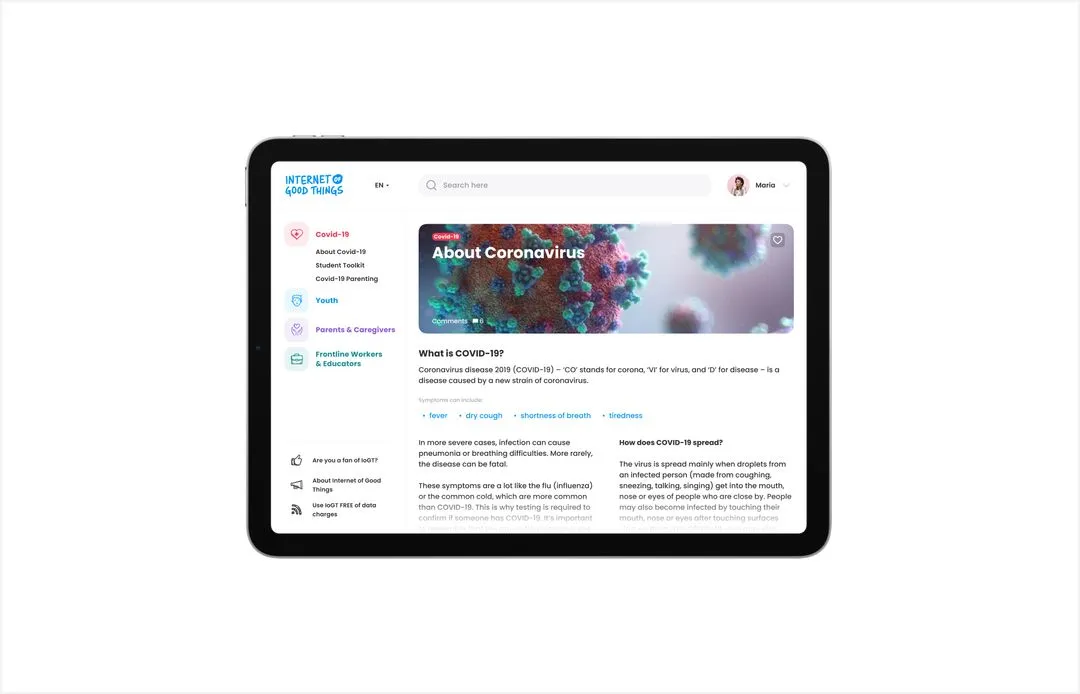 INTERNET OF
GOOD THINGS
EN
Search here
Maria
Covid-19
About Covid-19
Student Toolkit
Covid-19 Parenting
Youth
Parents & Caregivers
Frontline Workers
& Educators
Are you a fan of IoGT?
About Internet of Good
Things
Use IoGT FREE of data
charges
Covid-19
About Coronavirus
Comments 6
What is COVID-19?
Coronavirus disease 2019 (COVID-19) – ‘CO’ stands for corona, ‘VI’ for virus, and ‘D’ for disease – is a
disease caused by a new strain of coronavirus.
Symptoms can include:
• fever • dry cough • shortness of breath • tiredness
In more severe cases, infection can cause
pneumonia or breathing difficulties. More rarely,
the disease can be fatal.
These symptoms are a lot like the flu (influenza)
or the common cold, which are more common
than COVID-19. This is why testing is required to
confirm if someone has COVID-19. It’s important
How does COVID-19 spread?
The virus is spread mainly when droplets from
an infected person (made from coughing,
sneezing, talking, singing) get into the mouth,
nose or eyes of people who are close by. People
may also become infected by touching their
mouth, nose or eyes after touching surfaces